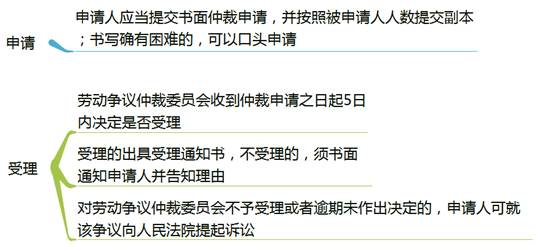 申请
申请人应当提交书面仲裁申请，并按照被申请人人数提交副本
；书写确有困难的，可以口头申请
受理
劳动争议仲裁委员会收到仲裁申请之日起5日
内决定是否受理
受理的出具受理通知书，不受理的，须书面
通知申请人并告知理由
对劳动争议仲裁委员会不予受理或者逾期未作出决定的，申请人可就
该争议向人民法院提起诉讼